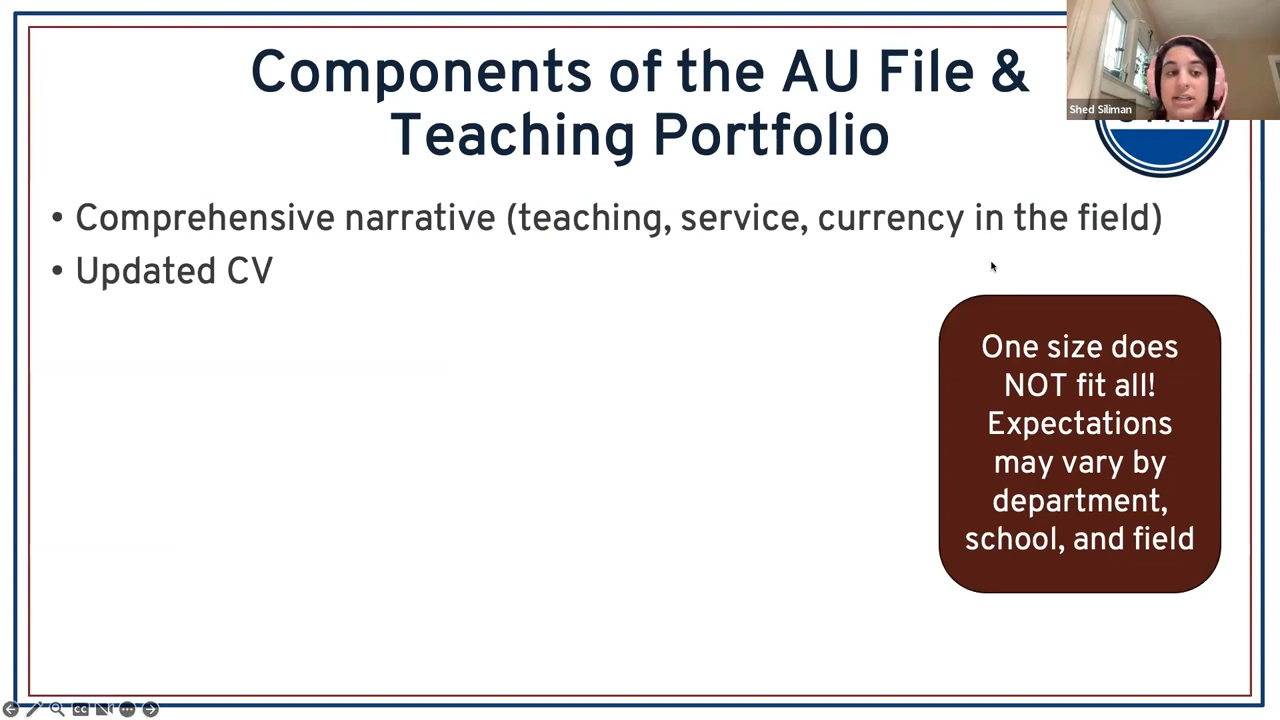 Components of the AU File &
Teaching Portfolio
Shed Siliman
• Comprehensive narrative (teaching, service, currency in the field)
• Updated CV
One size does
NOT fit all!
Expectations
may vary by
department,
school, and field
CC